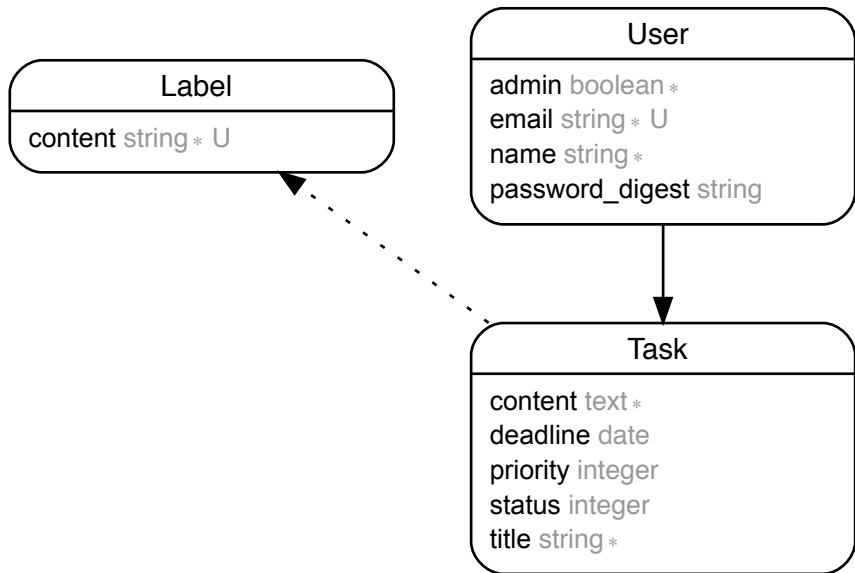 Label
content string* U
User
admin boolean*
email string* U
name string*
password_digest string
Task
content text*
deadline date
priority integer
status integer
title string*